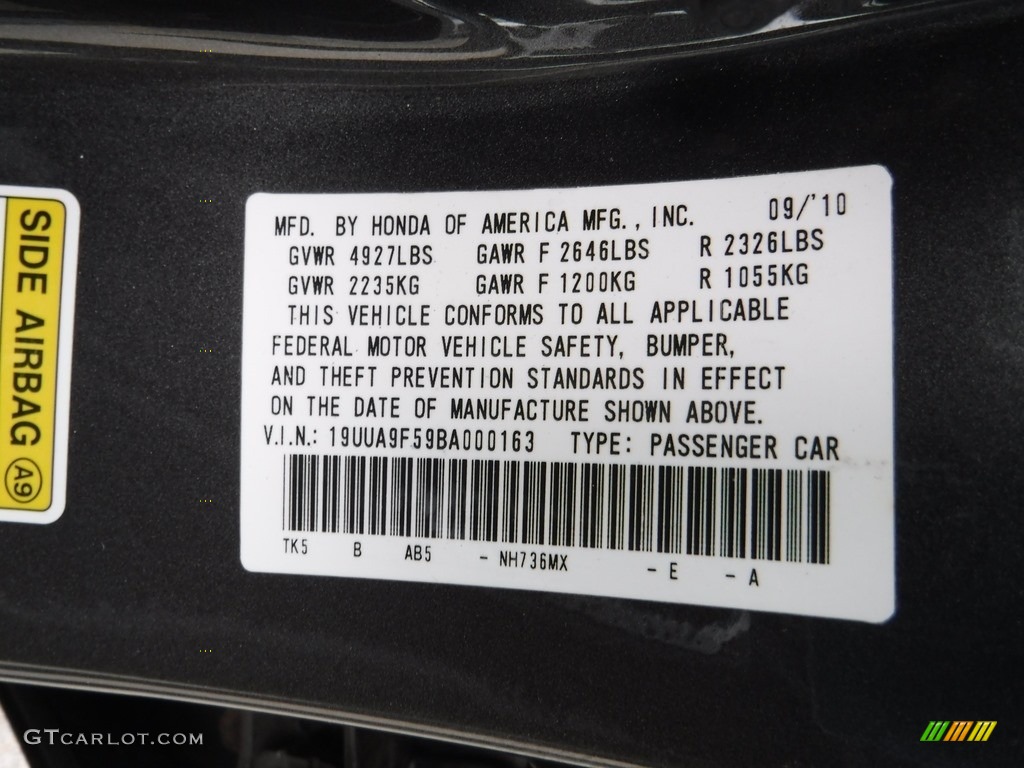 SIDE AIRBAG A9
MFD. BY HONDA OF AMERICA MFG., INC. 09/'10
GVWR 4927LBS GAWR F 2646LBS R 2326LBS
GVWR 2235KG GAWR F 1200KG R 1055KG
THIS VEHICLE CONFORMS TO ALL APPLICABLE
FEDERAL MOTOR VEHICLE SAFETY, BUMPER,
AND THEFT PREVENTION STANDARDS IN EFFECT
ON THE DATE OF MANUFACTURE SHOWN ABOVE.
V.I.N.: 19UUA9F59BA000163 TYPE: PASSENGER CAR
TK5 B AB5 - NH736MX - E - A
GTCARLOT.COM